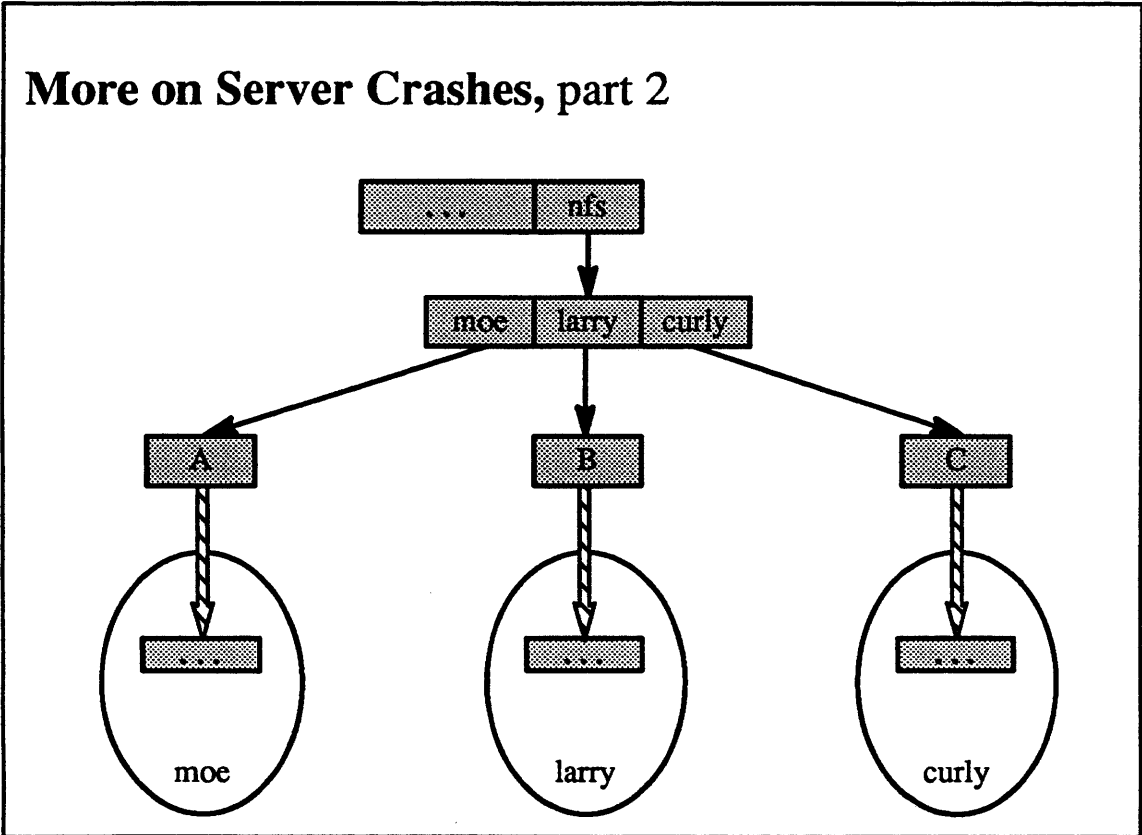 More on Server Crashes, part 2
... nfs
moe larry curly
A B C
... ... ...
moe larry curly